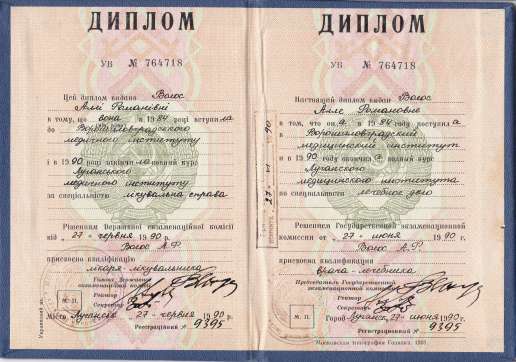 ДИПЛОМ
УВ № 764718
Цей диплом видано Волос
Аллі Романівні
в тому, що вона в 1984 році вступила
до Ворошиловградського
медичного інституту
і в 1990 році закінчила повний курс
Луганського
медичного інституту
за спеціальністю лікувальна справа
Рішенням Державної екзаменаційної комісії
від „27“ червня 1990 р.
Волос А.Р
присвоєно кваліфікацію
лікаря-лікувальника
Голова Державної
екзаменаційної комісії
Ректор
Секретар
М. П.
Місто Луганськ 27 червня 1990 р.
Реєстраційний № 9395
ДИПЛОМ
УВ № 764718
Настоящий диплом выдан Волос
Алле Романовне
в том, что она в 1984 году поступила
в Ворошиловградский
медицинский институт
и в 1990 году окончила полный курс
Луганского
медицинского института
по специальности лечебное дело
Решением Государственной экзаменационной
комиссии от „27“ июня 1990 г.
Волос А.Р
присвоена квалификация
врача-лечебника
Председатель Государственной
экзаменационной комиссии
Ректор
Секретарь
М. П.
Город Луганск, 27 июня 1990 г.
Регистрационный № 9395
Московская типография Гознака. 1981